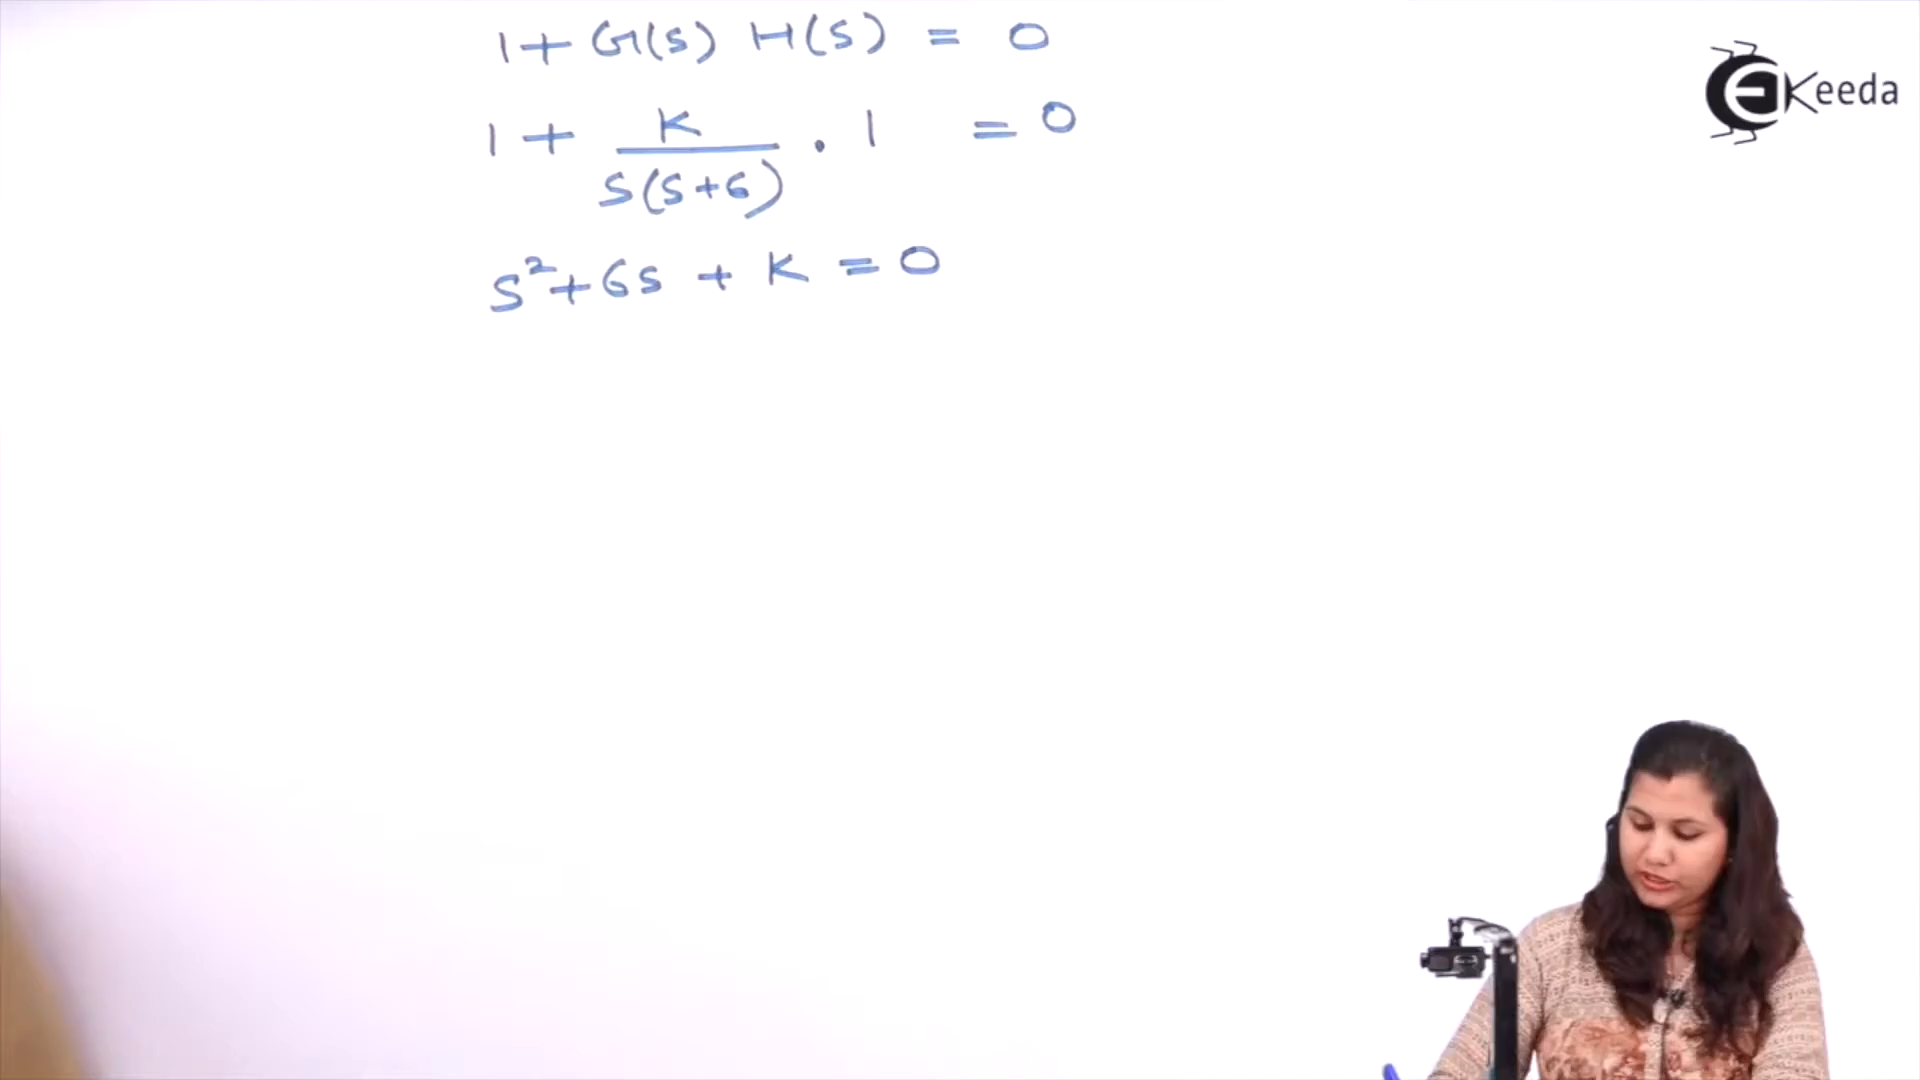 1 + G(s) H(s) = 0
1 + K / s(s+6) . 1 = 0
s² + 6s + K = 0
EKeeda